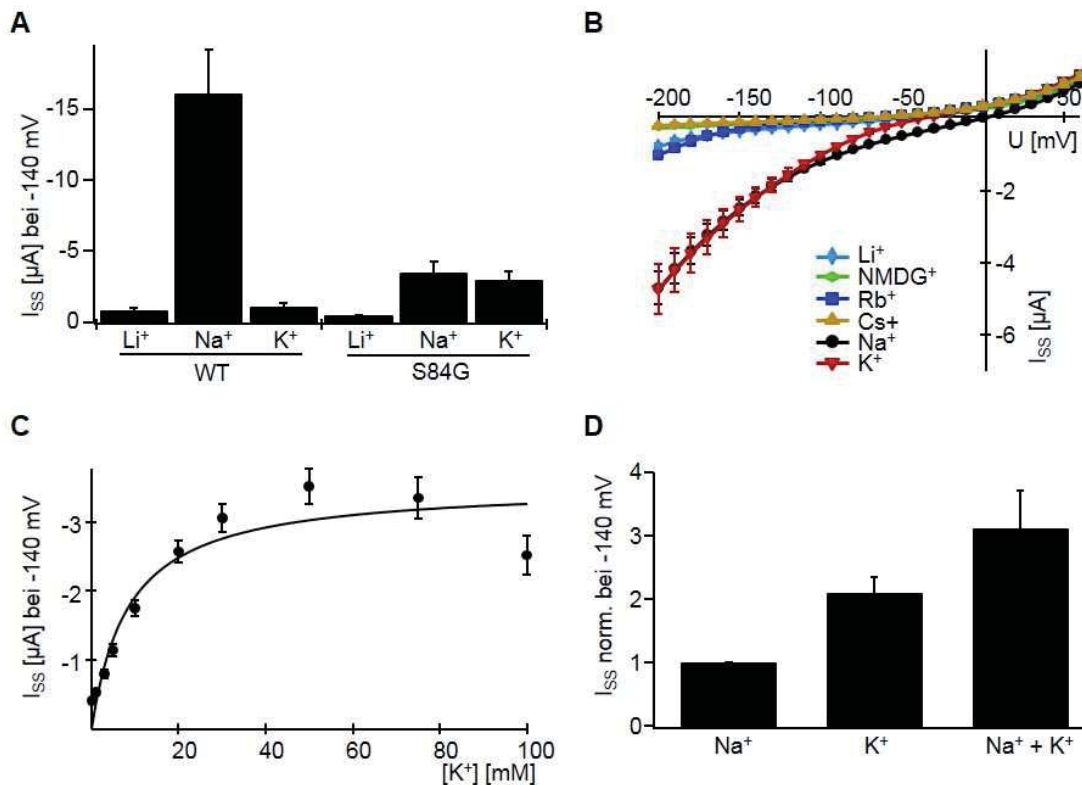 A
I_SS [µA] bei -140 mV
-15
-10
-5
0
Li⁺ Na⁺ K⁺ Li⁺ Na⁺ K⁺
WT S84G
B
-200 -150 -100 -50 50
U [mV]
-2
-4
-6
I_SS [µA]
Li⁺
NMDG⁺
Rb⁺
Cs+
Na⁺
K⁺
C
I_SS [µA] bei -140 mV
-3
-2
-1
20 40 60 80 100
[K⁺] [mM]
D
I_SS norm. bei -140 mV
4
3
2
1
0
Na⁺ K⁺ Na⁺ + K⁺